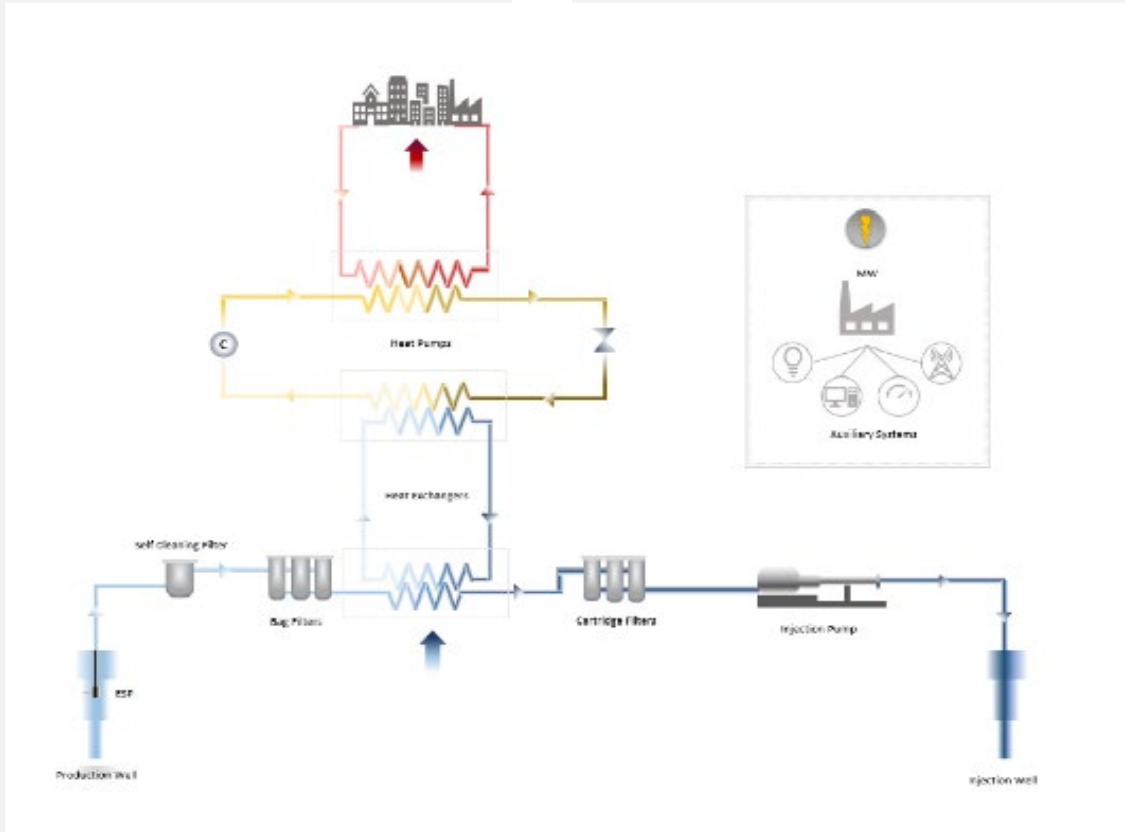 C
Heat Pumps
Heat Exchangers
MW
Auxiliary Systems
Self Cleaning Filter
Bag Filters
Cartridge Filters
Injection Pump
ESP
Production Well
Injection Well